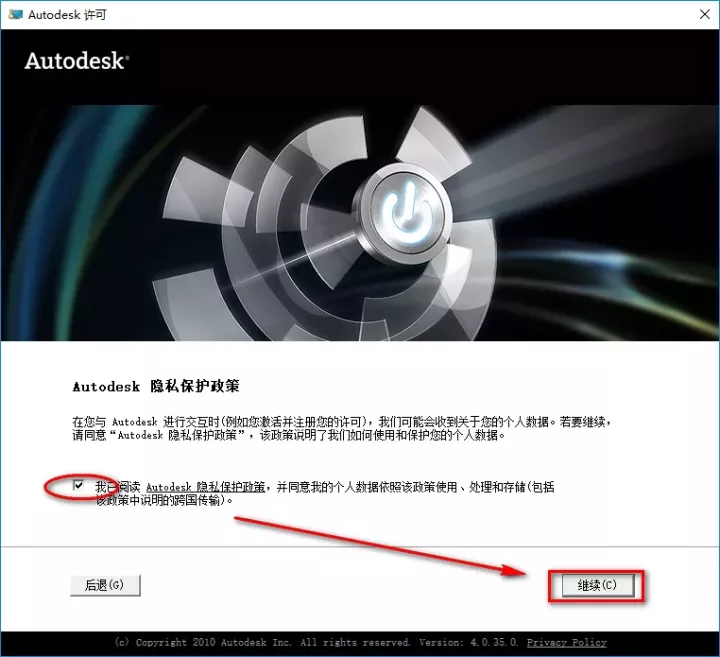 Autodesk 许可
Autodesk
Autodesk 隐私保护政策
在您与 Autodesk 进行交互时(例如您激活并注册您的许可)，我们可能会收到关于您的个人数据。若要继续，
请同意“Autodesk 隐私保护政策”，该政策说明了我们如何使用和保护您的个人数据。
我已阅读 Autodesk 隐私保护政策，并同意我的个人数据依照该政策使用、处理和存储(包括
该政策中说明的跨国传输)。
后退(G)
继续(C)
(c) Copyright 2010 Autodesk Inc. All rights reserved. Version: 4.0.35.0. Privacy Policy